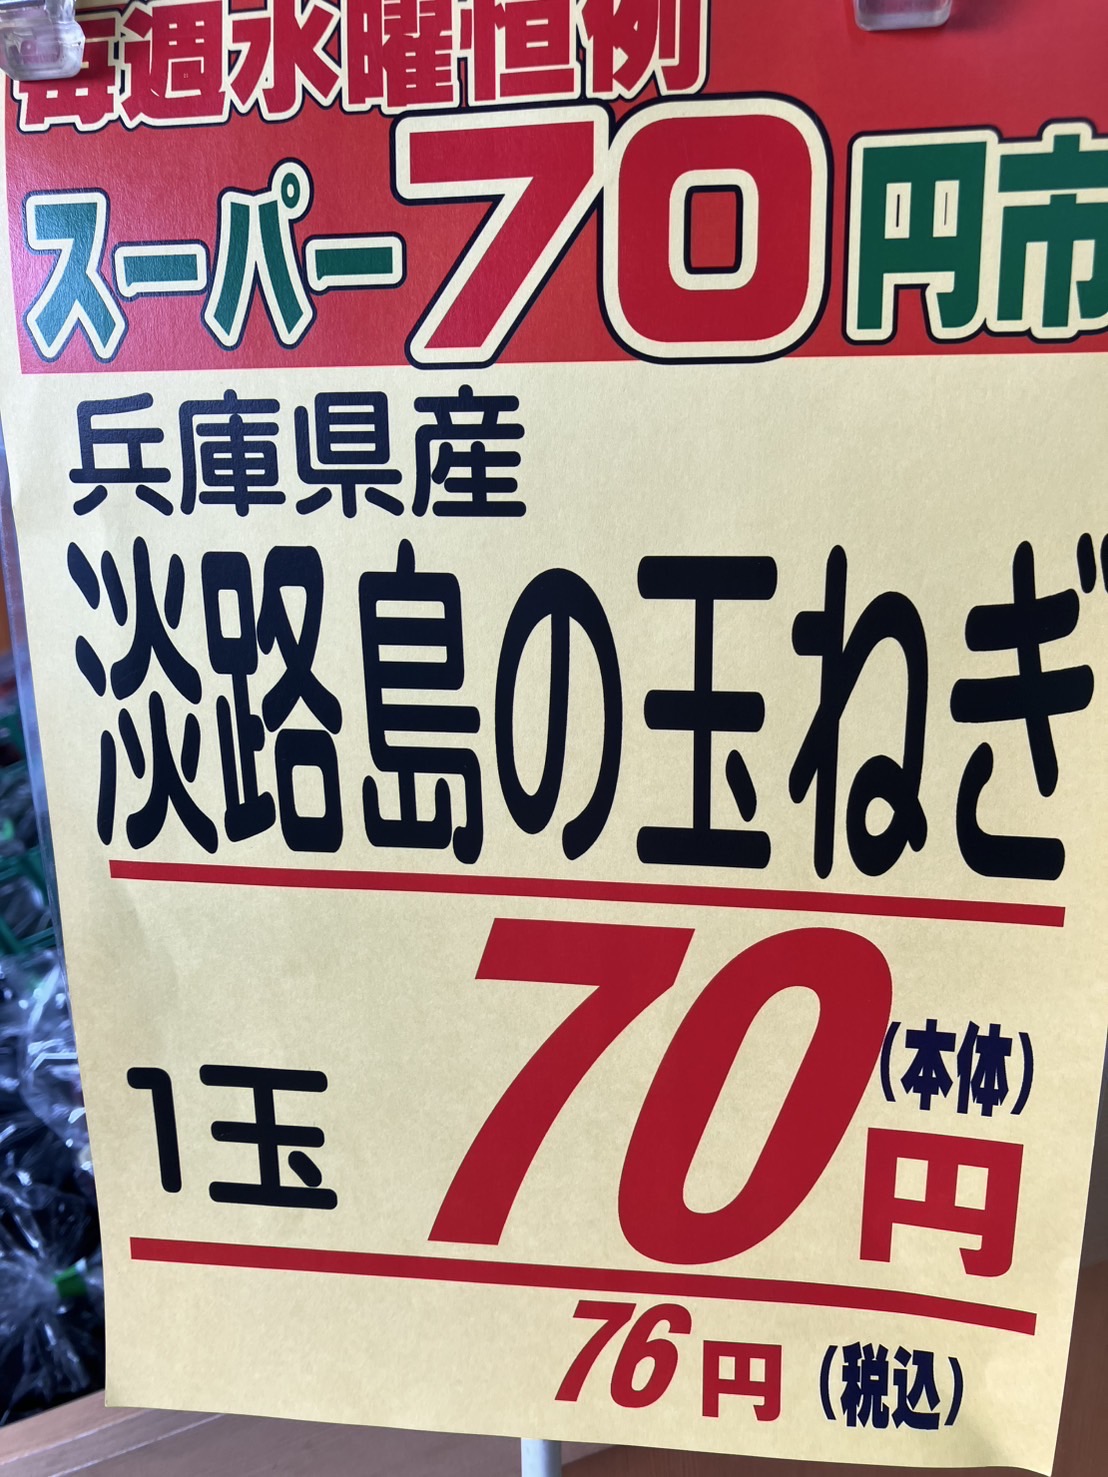 毎週水曜恒例
スーパー70円市
兵庫県産
淡路島の玉ねぎ
1玉
70円
(本体)
76円(税込)